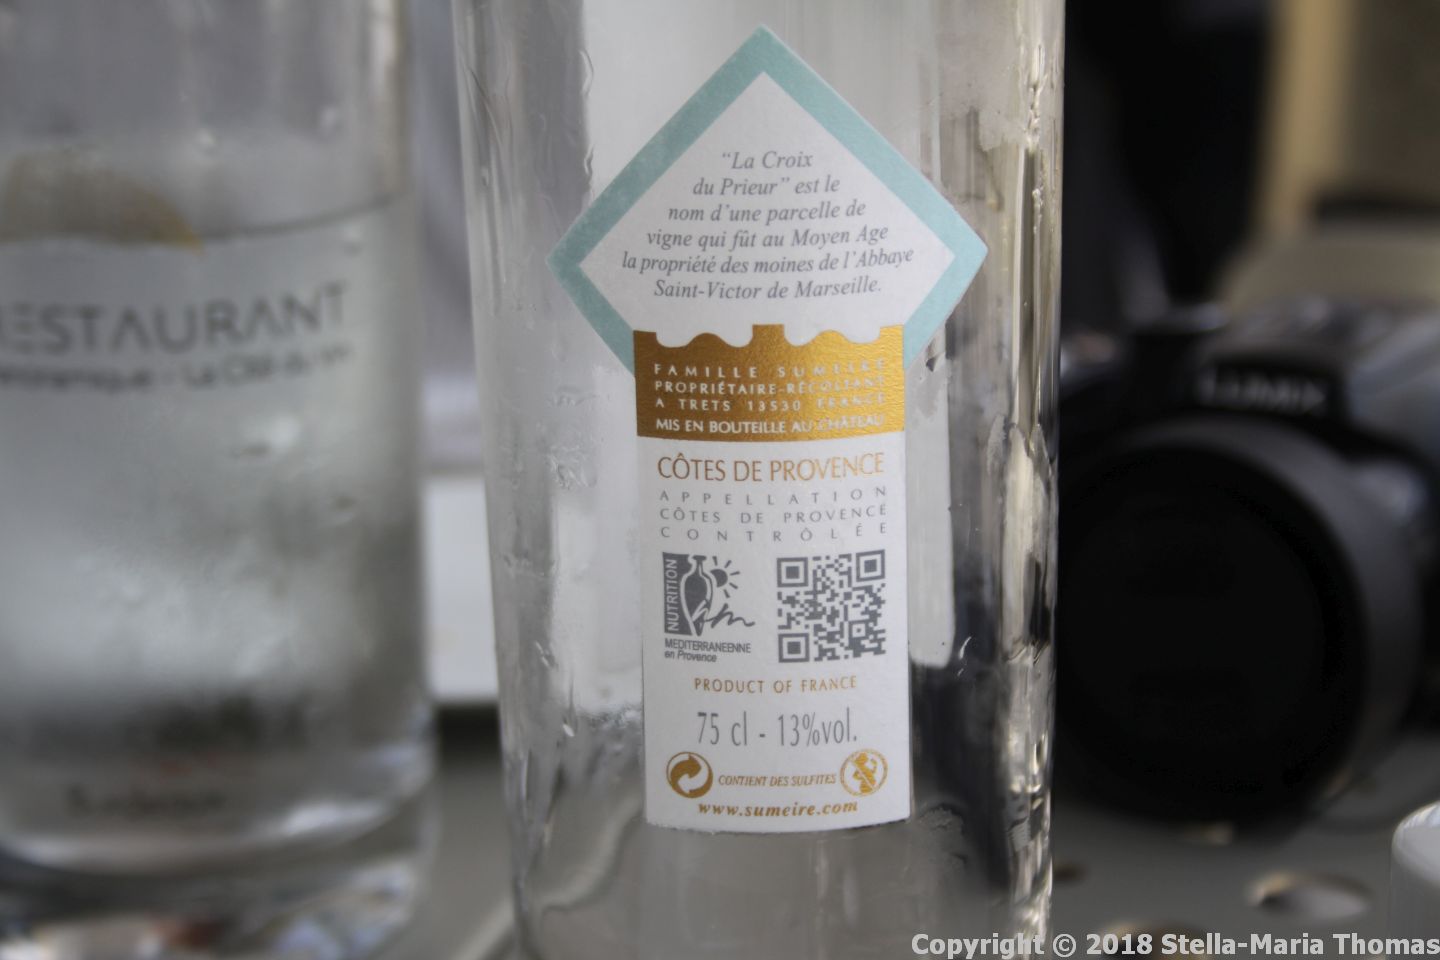 "La Croix
du Prieur" est le
nom d'une parcelle de
vigne qui fût au Moyen Age
la propriété des moines de l'Abbaye
Saint-Victor de Marseille.
FAMILLE SUMEIRE
PROPRIÉTAIRE-RÉCOLTANT
A TRETS 13530 FRANCE
MIS EN BOUTEILLE AU CHÂTEAU
CÔTES DE PROVENCE
APPELLATION
CÔTES DE PROVENCE
CONTRÔLÉE
NUTRITION
MEDITERRANEENNE
en Provence
PRODUCT OF FRANCE
75 cl - 13%vol.
CONTIENT DES SULFITES
www.sumeire.com
RESTAURANT
LUMIX
Copyright © 2018 Stella-Maria Thomas